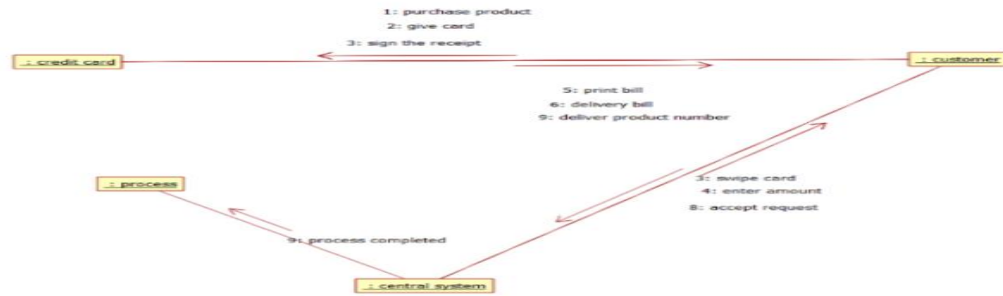 1: purchase product
2: give card
3: sign the receipt
: credit card
: customer
5: print bill
6: delivery bill
9: deliver product number
: process
3: swipe card
4: enter amount
8: accept request
9: process completed
: central system